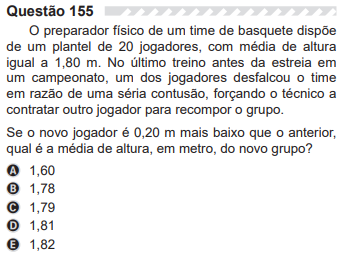 Questão 155
O preparador físico de um time de basquete dispõe
de um plantel de 20 jogadores, com média de altura
igual a 1,80 m. No último treino antes da estreia em
um campeonato, um dos jogadores desfalcou o time
em razão de uma séria contusão, forçando o técnico a
contratar outro jogador para recompor o grupo.
Se o novo jogador é 0,20 m mais baixo que o anterior,
qual é a média de altura, em metro, do novo grupo?
A 1,60
B 1,78
C 1,79
D 1,81
E 1,82